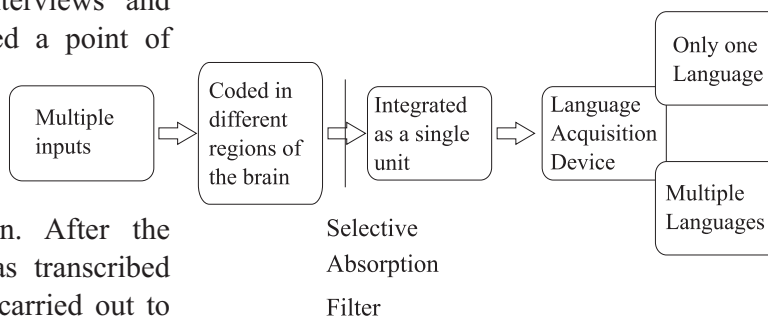 terviews and
ed a point of
Multiple
inputs
Coded in
different
regions of
the brain
Integrated
as a single
unit
Language
Acquisition
Device
Only one
Language
Multiple
Languages
Selective
Absorption
Filter
n. After the
as transcribed
carried out to